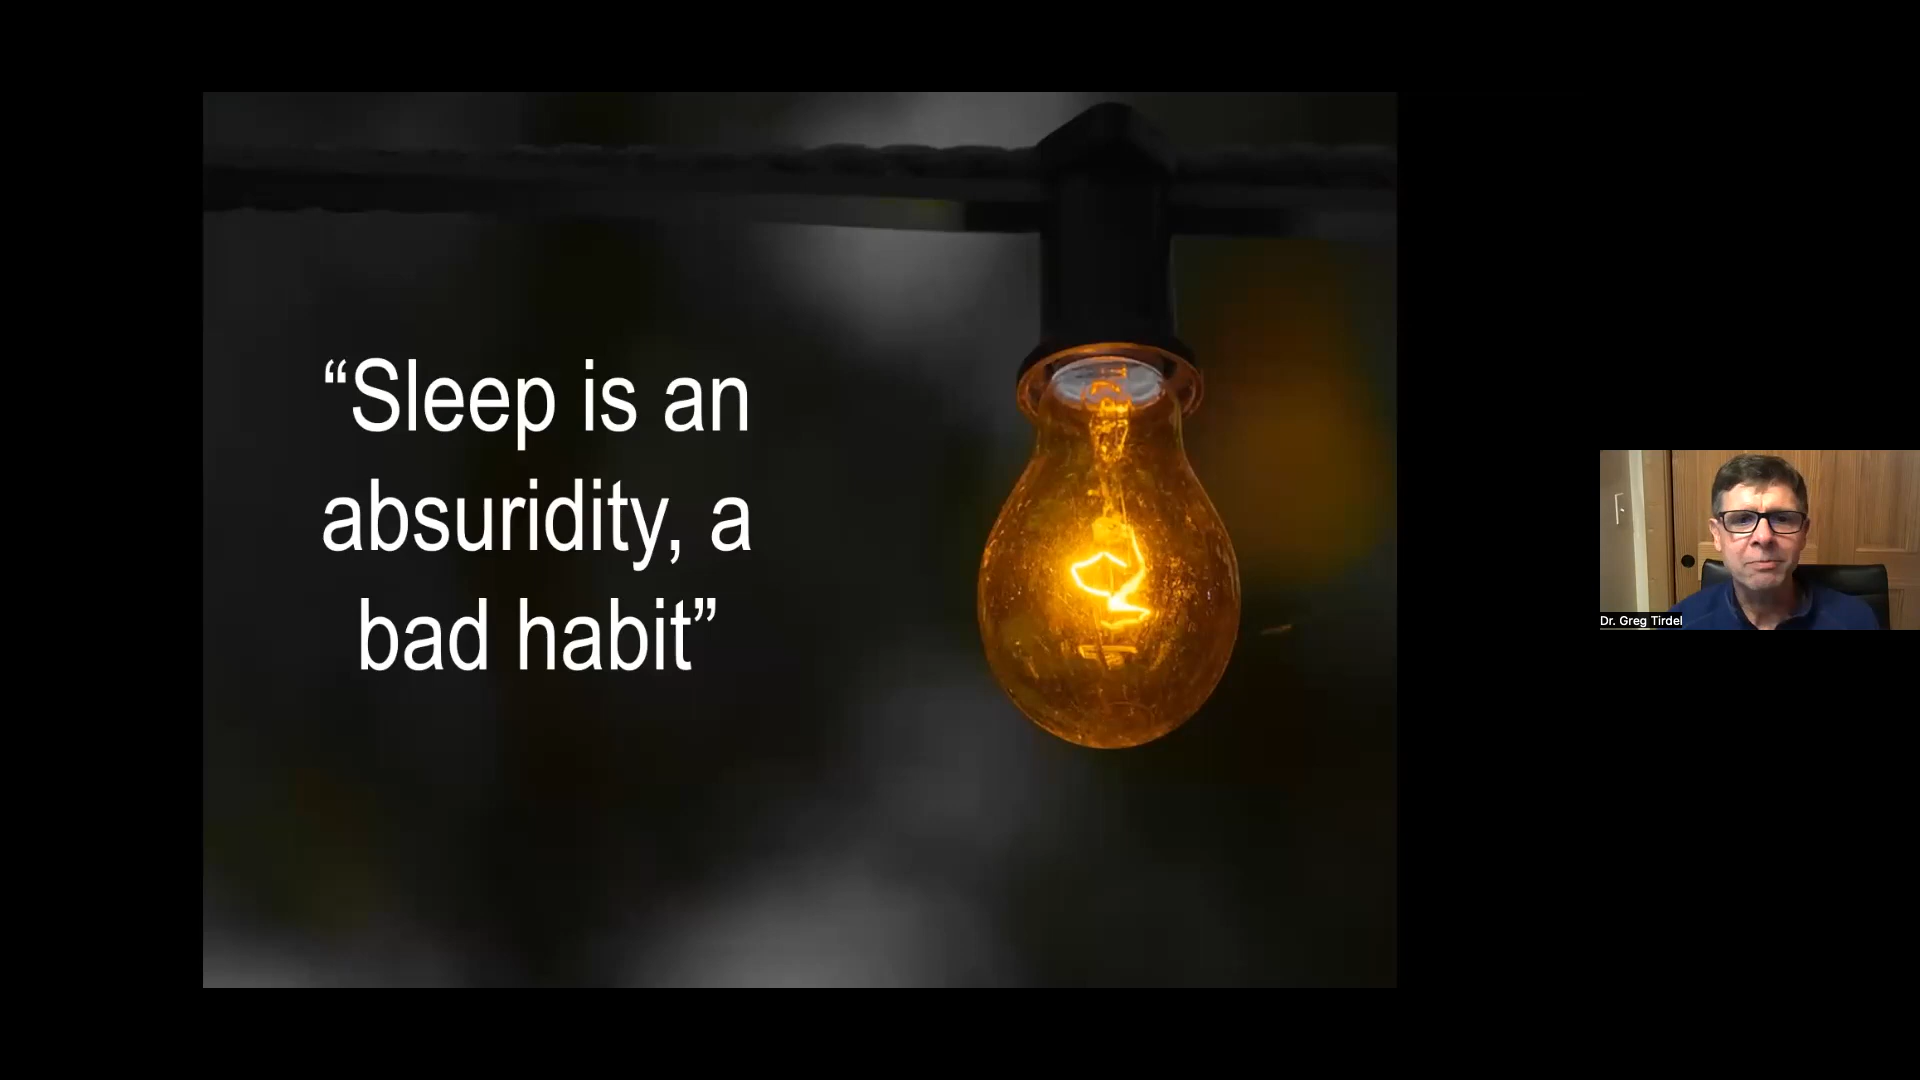 “Sleep is an
absuridity, a
bad habit”
Dr. Greg Tirdel